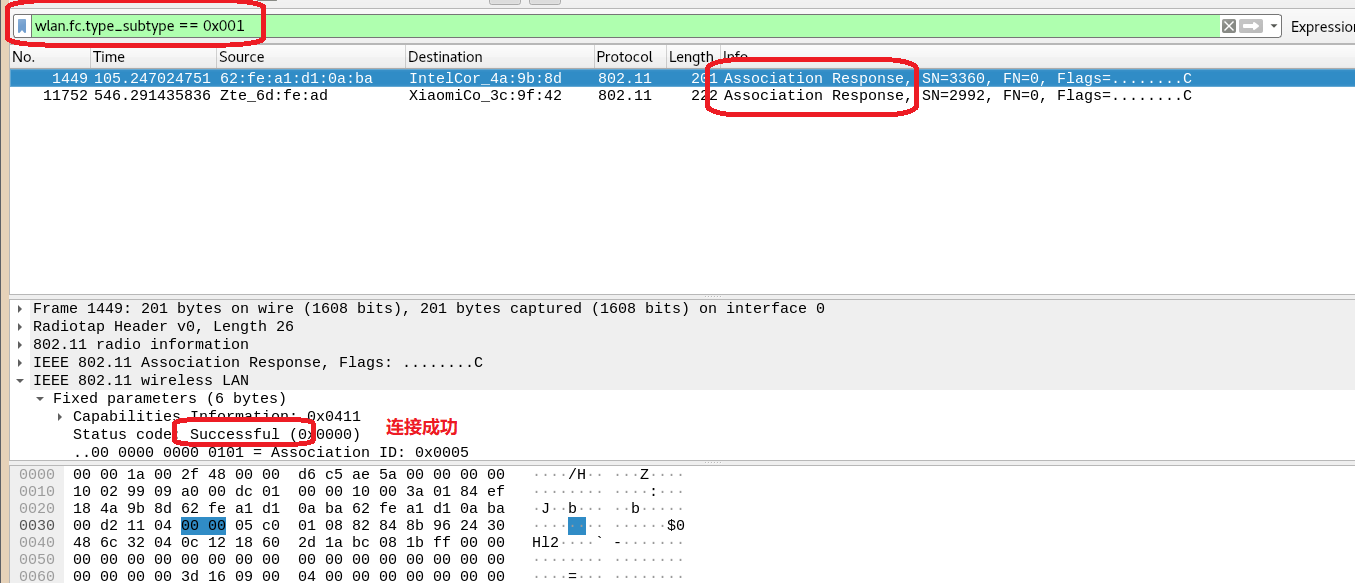 wlan.fc.type_subtype == 0x001 Expression
No. Time Source Destination Protocol Length Info
1449 105.247024751 62:fe:a1:d1:0a:ba IntelCor_4a:9b:8d 802.11 201 Association Response, SN=3360, FN=0, Flags=........C
11752 546.291435836 Zte_6d:fe:ad XiaomiCo_3c:9f:42 802.11 222 Association Response, SN=2992, FN=0, Flags=........C
Frame 1449: 201 bytes on wire (1608 bits), 201 bytes captured (1608 bits) on interface 0
Radiotap Header v0, Length 26
802.11 radio information
IEEE 802.11 Association Response, Flags: ........C
IEEE 802.11 wireless LAN
Fixed parameters (6 bytes)
Capabilities Information: 0x0411
Status code: Successful (0x0000) 连接成功
..00 0000 0000 0101 = Association ID: 0x0005
0000 00 00 1a 00 2f 48 00 00 d6 c5 ae 5a 00 00 00 00 ····/H·· ···Z····
0010 10 02 99 09 a0 00 dc 01 00 00 10 00 3a 01 84 ef ········ ····:···
0020 18 4a 9b 8d 62 fe a1 d1 0a ba 62 fe a1 d1 0a ba ·J··b··· ··b·····
0030 00 d2 11 04 00 00 05 c0 01 08 82 84 8b 96 24 30 ········ ······$0
0040 48 6c 32 04 0c 12 18 60 2d 1a bc 08 1b ff 00 00 Hl2····` -·······
0050 00 00 00 00 00 00 00 00 00 00 00 00 00 00 00 00 ········ ········
0060 00 00 00 00 3d 16 09 00 04 00 00 00 00 00 00 00 ····=··· ········